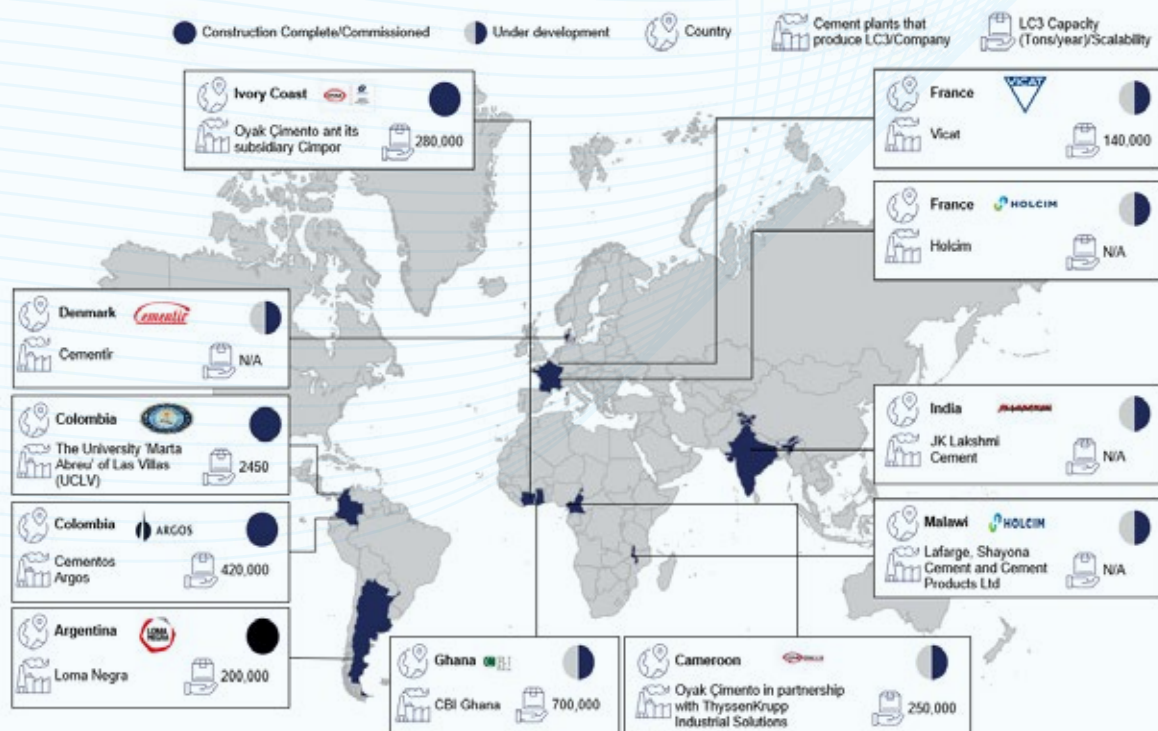 Construction Complete/Commissioned
Under development
Country
Cement plants that
produce LC3/Company
LC3 Capacity
(Tons/year)/Scalability
Ivory Coast
Oyak Çimento ant its
subsidiary Cimpor
280,000
France
VICAT
Vicat
140,000
France
HOLCIM
Holcim
N/A
Denmark
Cementir
Cementir
N/A
Colombia
The University 'Marta
Abreu' of Las Villas
(UCLV)
2450
Colombia
ARGOS
Cementos
Argos
420,000
Argentina
LOMA
NEGRA
Loma Negra
200,000
India
JK Lakshmi
Cement
N/A
Malawi
HOLCIM
Lafarge, Shayona
Cement and Cement
Products Ltd
N/A
Ghana
CBI Ghana
700,000
Cameroon
Oyak Çimento in partnership
with ThyssenKrupp
Industrial Solutions
250,000